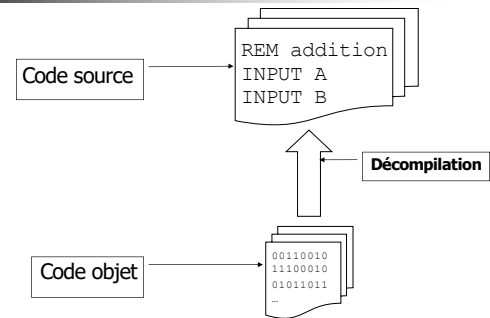 REM addition
INPUT A
INPUT B
Code source
Décompilation
Code objet
00110010
11100010
01011011
…